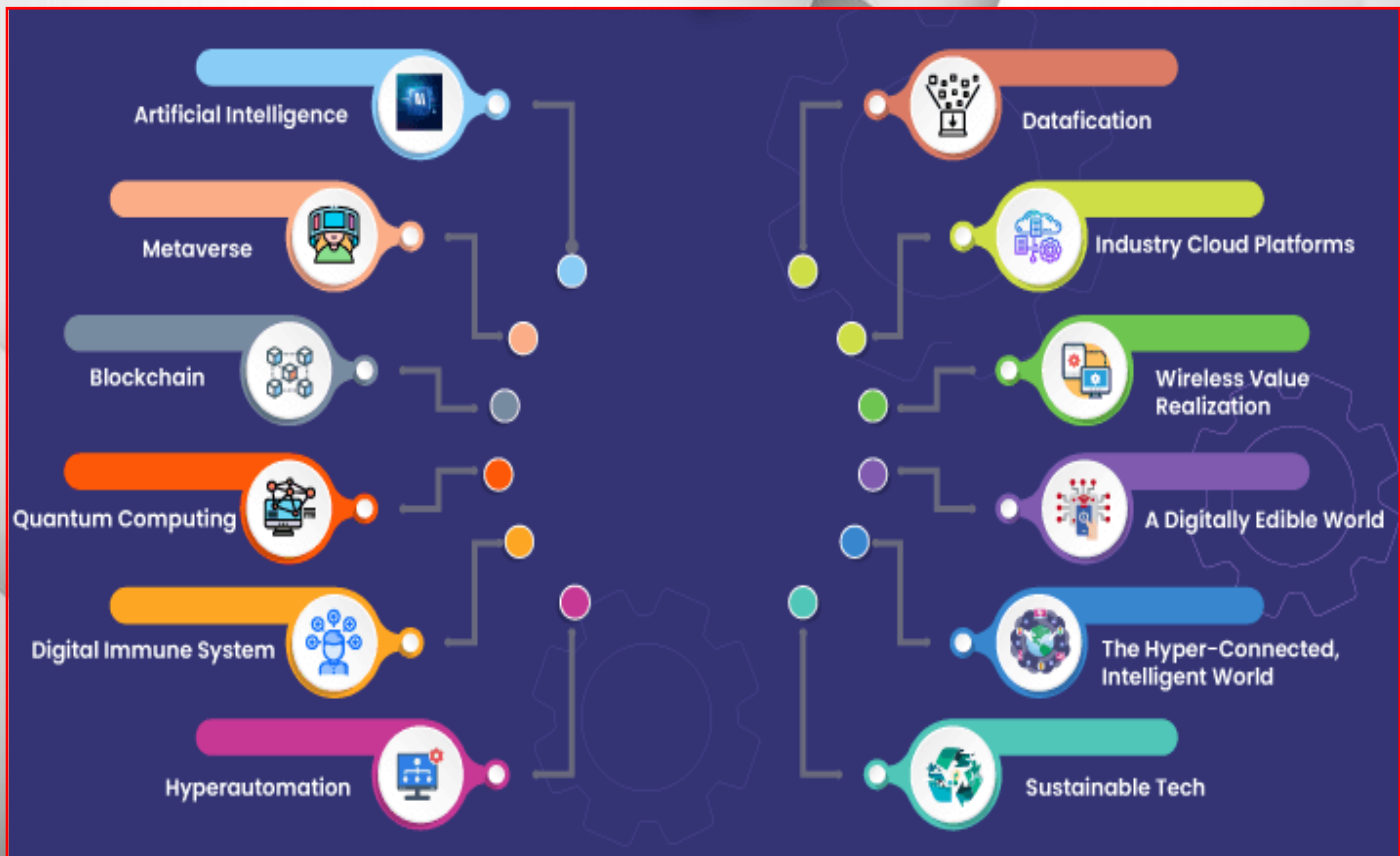 Artificial Intelligence
Metaverse
Blockchain
Quantum Computing
Digital Immune System
Hyperautomation
Datafication
Industry Cloud Platforms
Wireless Value
Realization
A Digitally Edible World
The Hyper-Connected,
Intelligent World
Sustainable Tech